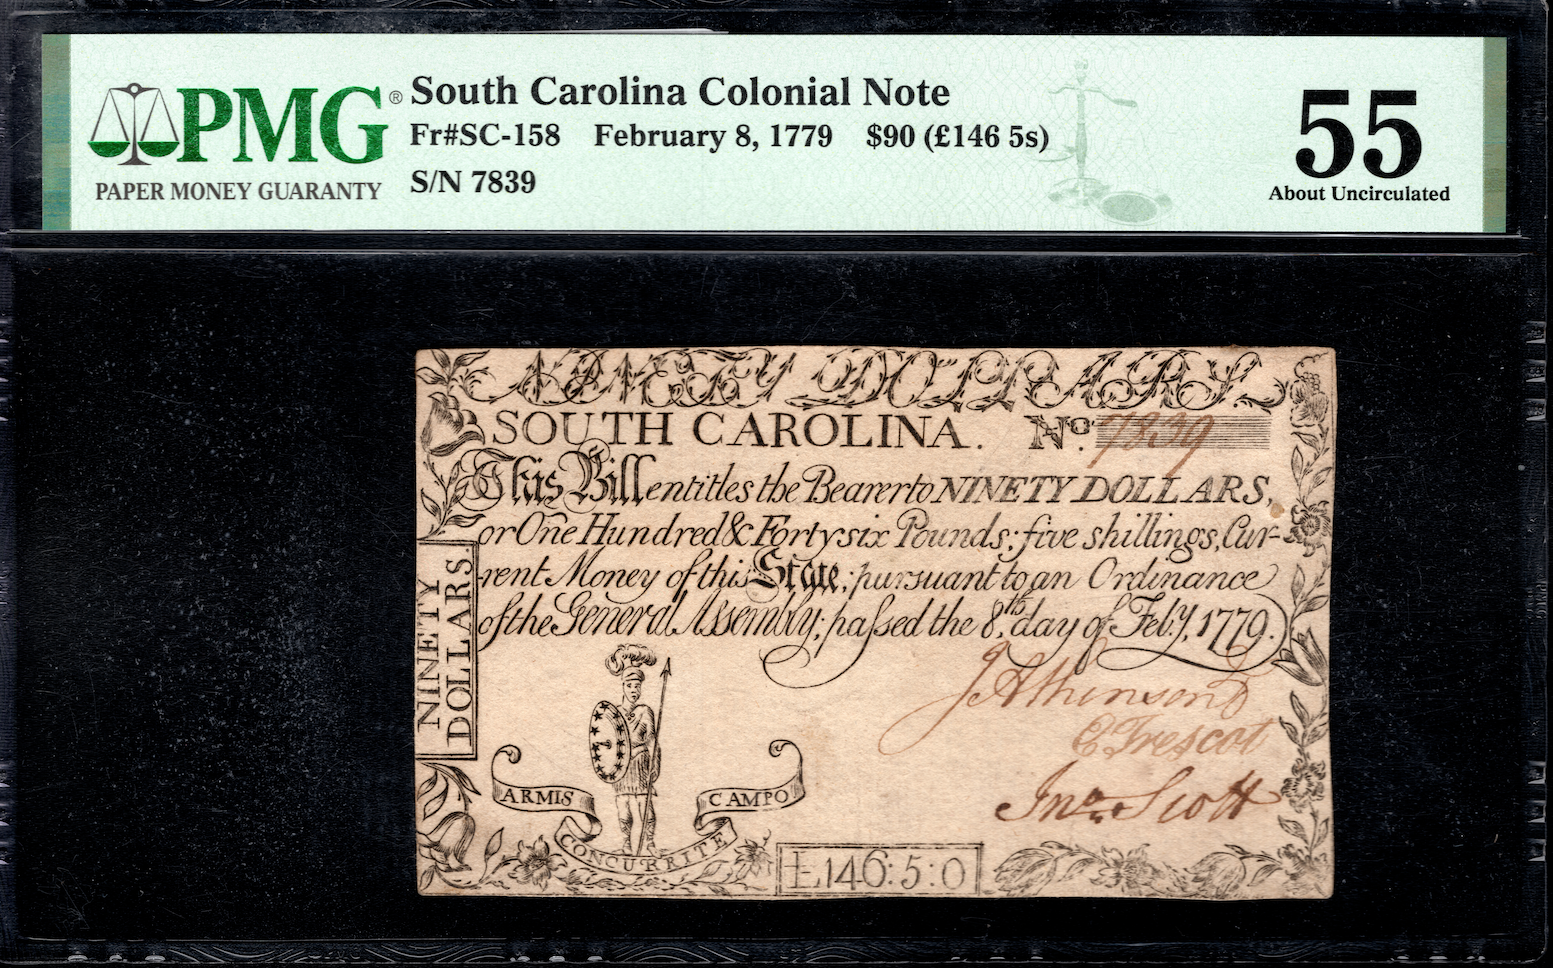 PMG® South Carolina Colonial Note
Fr#SC-158 February 8, 1779 $90 (£146 5s)
PAPER MONEY GUARANTY
S/N 7839
55
About Uncirculated
NINETY DOLLARS.
SOUTH CAROLINA. No. 7839
This Bill entitles the Bearer to NINETY DOLLARS,
or One Hundred & Forty six Pounds; five shillings, Cur-
rent Money of this State; pursuant to an Ordinance
of the General Assembly; paſsed the 8th day of Feb.y, 1779.
NINETY
DOLLARS
J Atkinson
C Trescot
Jno. Scott
ARMIS
CONCURRITE
CAMPO
£146:5:0